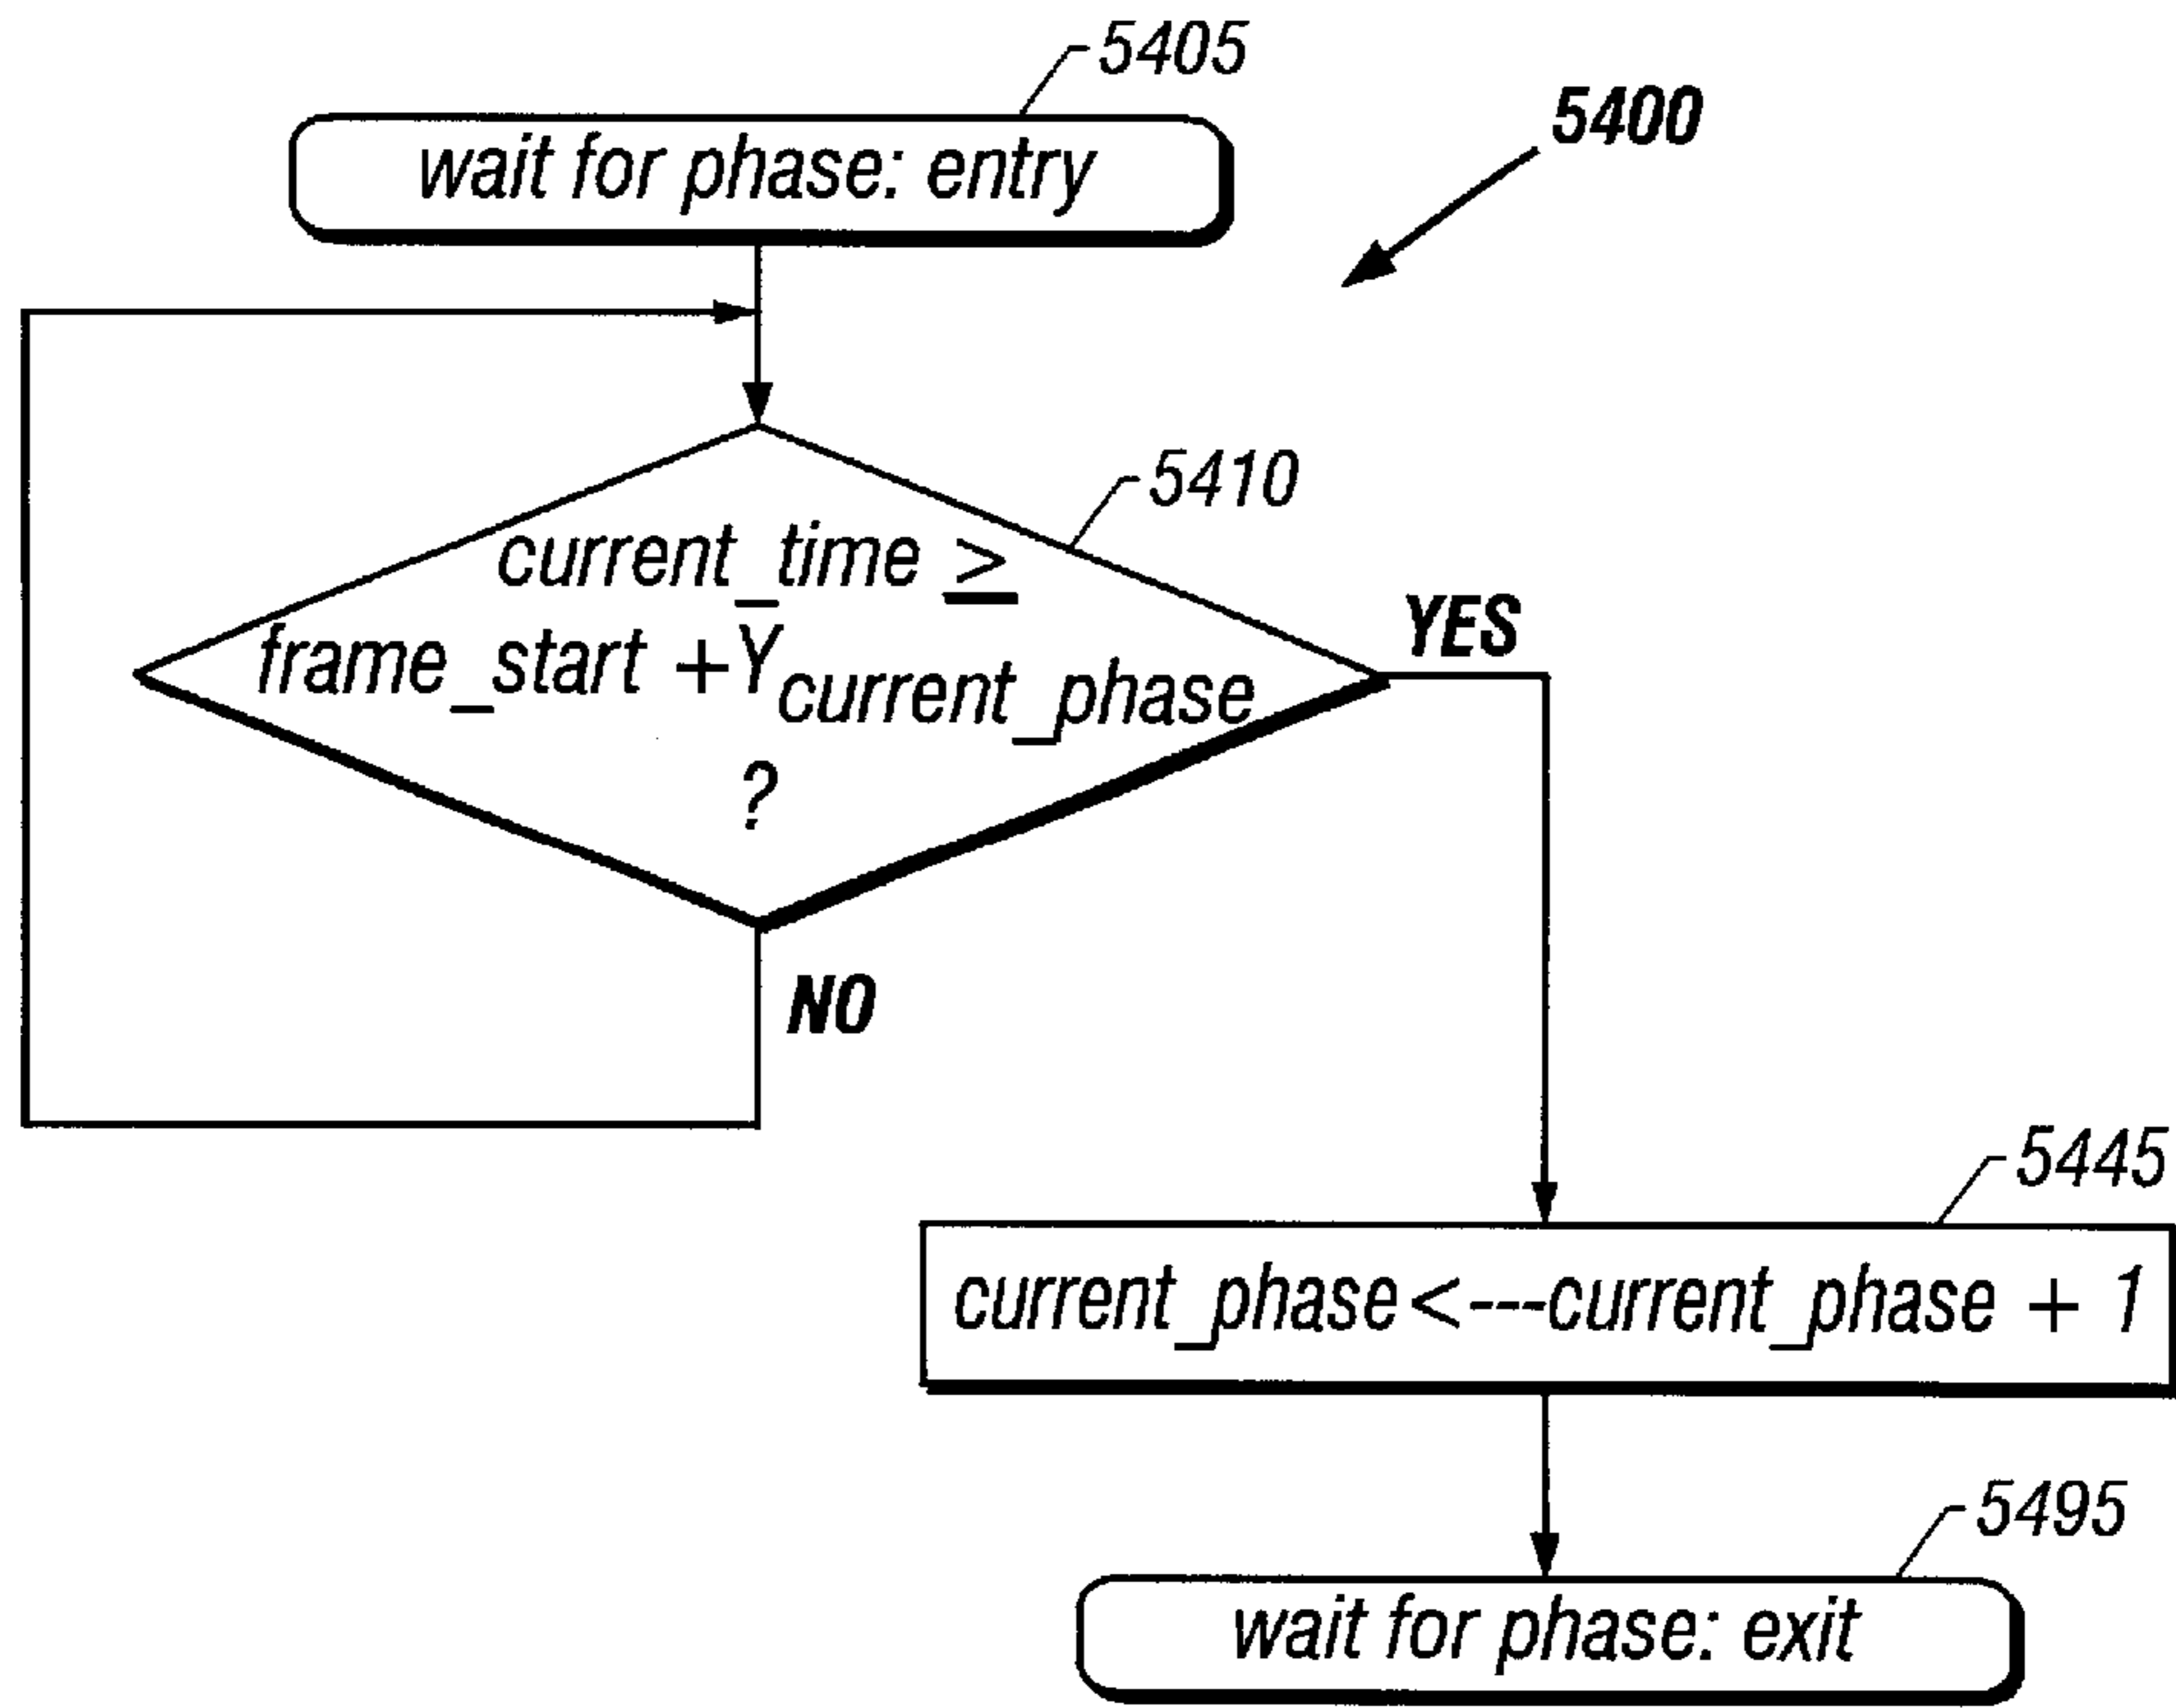 5405
5400
wait for phase: entry
5410
current_time ≥
frame_start +Y current_phase
?
YES
NO
5445
current_phase<---current_phase + 1
5495
wait for phase: exit